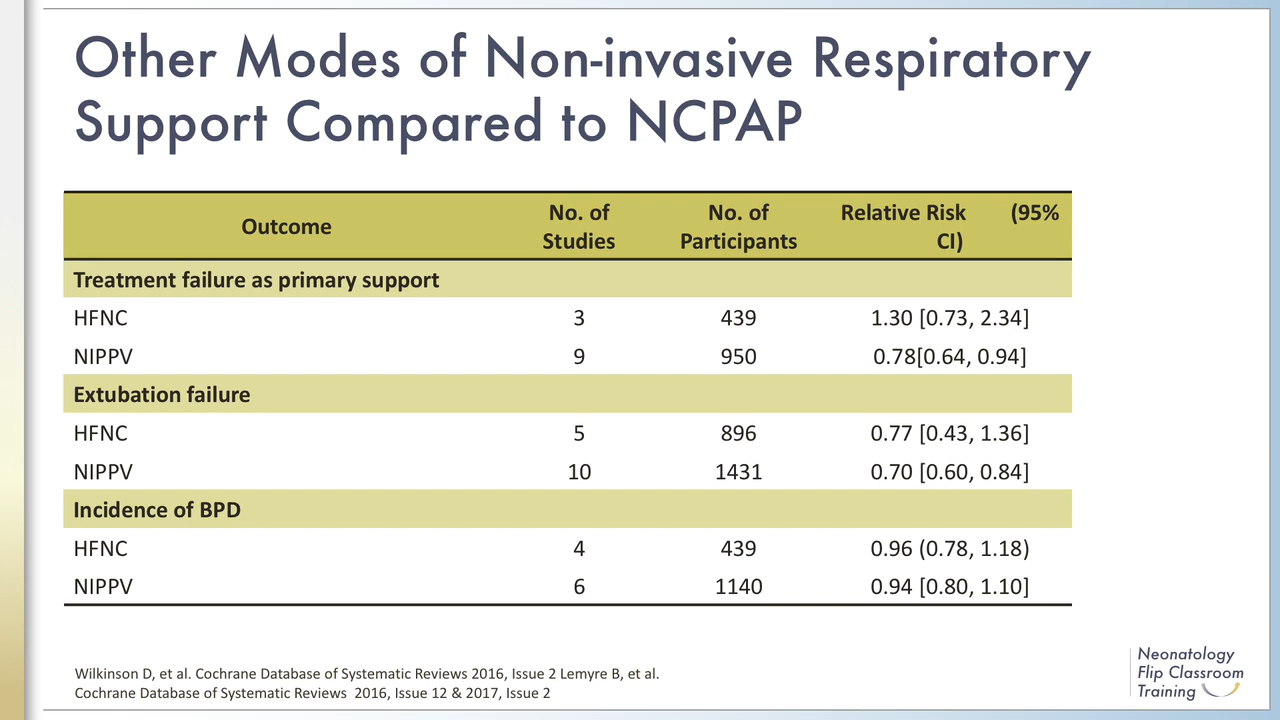 Other Modes of Non-invasive Respiratory
Support Compared to NCPAP
Outcome No. of Studies No. of Participants Relative Risk (95% CI)
Treatment failure as primary support
HFNC 3 439 1.30 [0.73, 2.34]
NIPPV 9 950 0.78[0.64, 0.94]
Extubation failure
HFNC 5 896 0.77 [0.43, 1.36]
NIPPV 10 1431 0.70 [0.60, 0.84]
Incidence of BPD
HFNC 4 439 0.96 (0.78, 1.18)
NIPPV 6 1140 0.94 [0.80, 1.10]
Wilkinson D, et al. Cochrane Database of Systematic Reviews 2016, Issue 2 Lemyre B, et al.
Cochrane Database of Systematic Reviews 2016, Issue 12 & 2017, Issue 2
Neonatology
Flip Classroom
Training